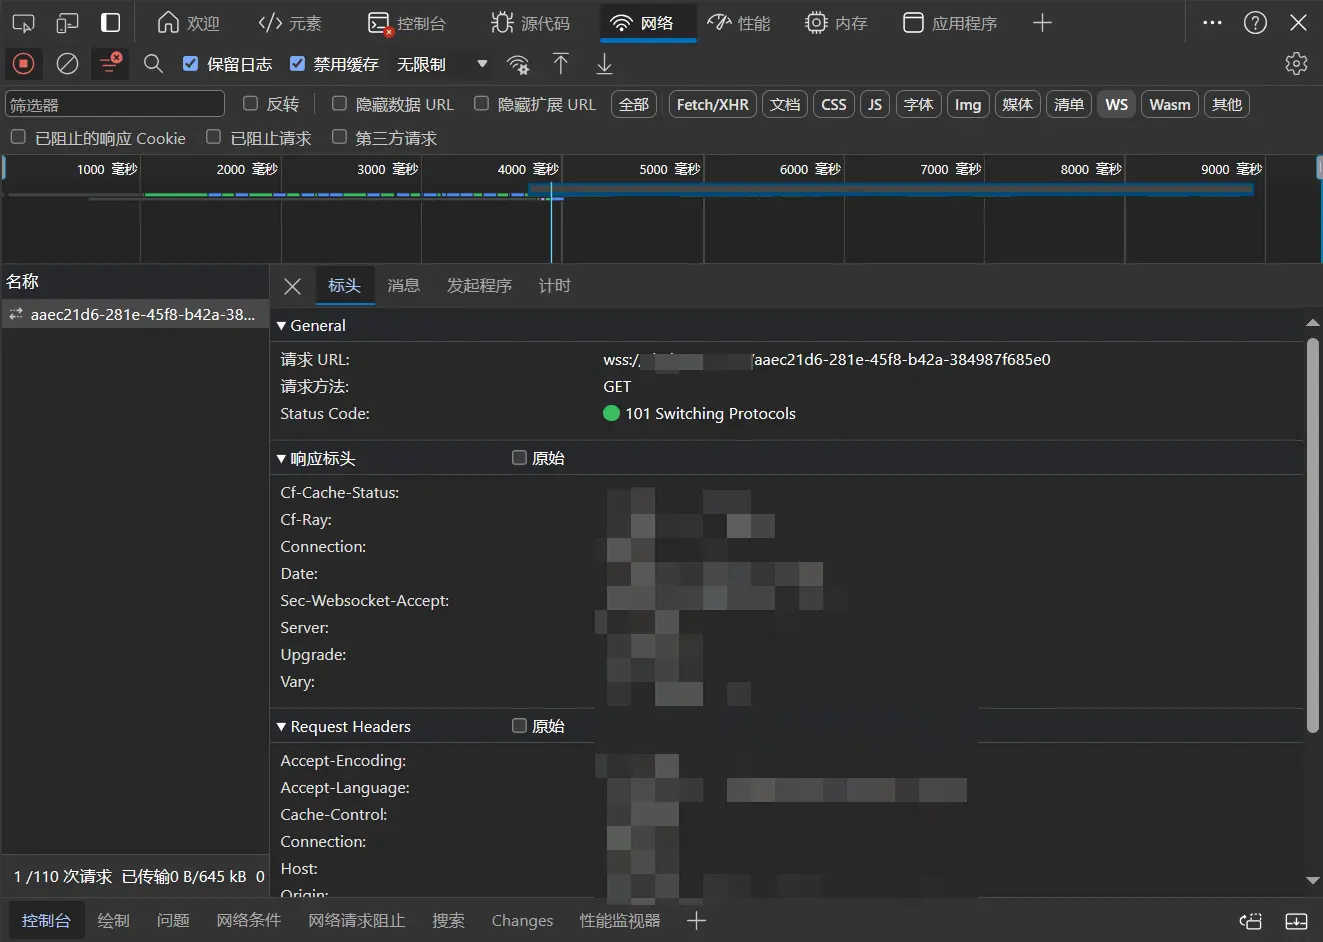 欢迎 元素 控制台 源代码 网络 性能 内存 应用程序
保留日志 禁用缓存 无限制
筛选器 反转 隐藏数据 URL 隐藏扩展 URL 全部 Fetch/XHR 文档 CSS JS 字体 Img 媒体 清单 WS Wasm 其他
已阻止的响应 Cookie 已阻止请求 第三方请求
1000 毫秒 2000 毫秒 3000 毫秒 4000 毫秒 5000 毫秒 6000 毫秒 7000 毫秒 8000 毫秒 9000 毫秒
名称
aaec21d6-281e-45f8-b42a-38...
标头 消息 发起程序 计时
General
请求 URL: wss:/ /aaec21d6-281e-45f8-b42a-384987f685e0
请求方法: GET
Status Code: 101 Switching Protocols
响应标头 原始
Cf-Cache-Status:
Cf-Ray:
Connection:
Date:
Sec-Websocket-Accept:
Server:
Upgrade:
Vary:
Request Headers 原始
Accept-Encoding:
Accept-Language:
Cache-Control:
Connection:
Host:
Origin:
1 /110 次请求 已传输0 B/645 kB 0
控制台 绘制 问题 网络条件 网络请求阻止 搜索 Changes 性能监视器